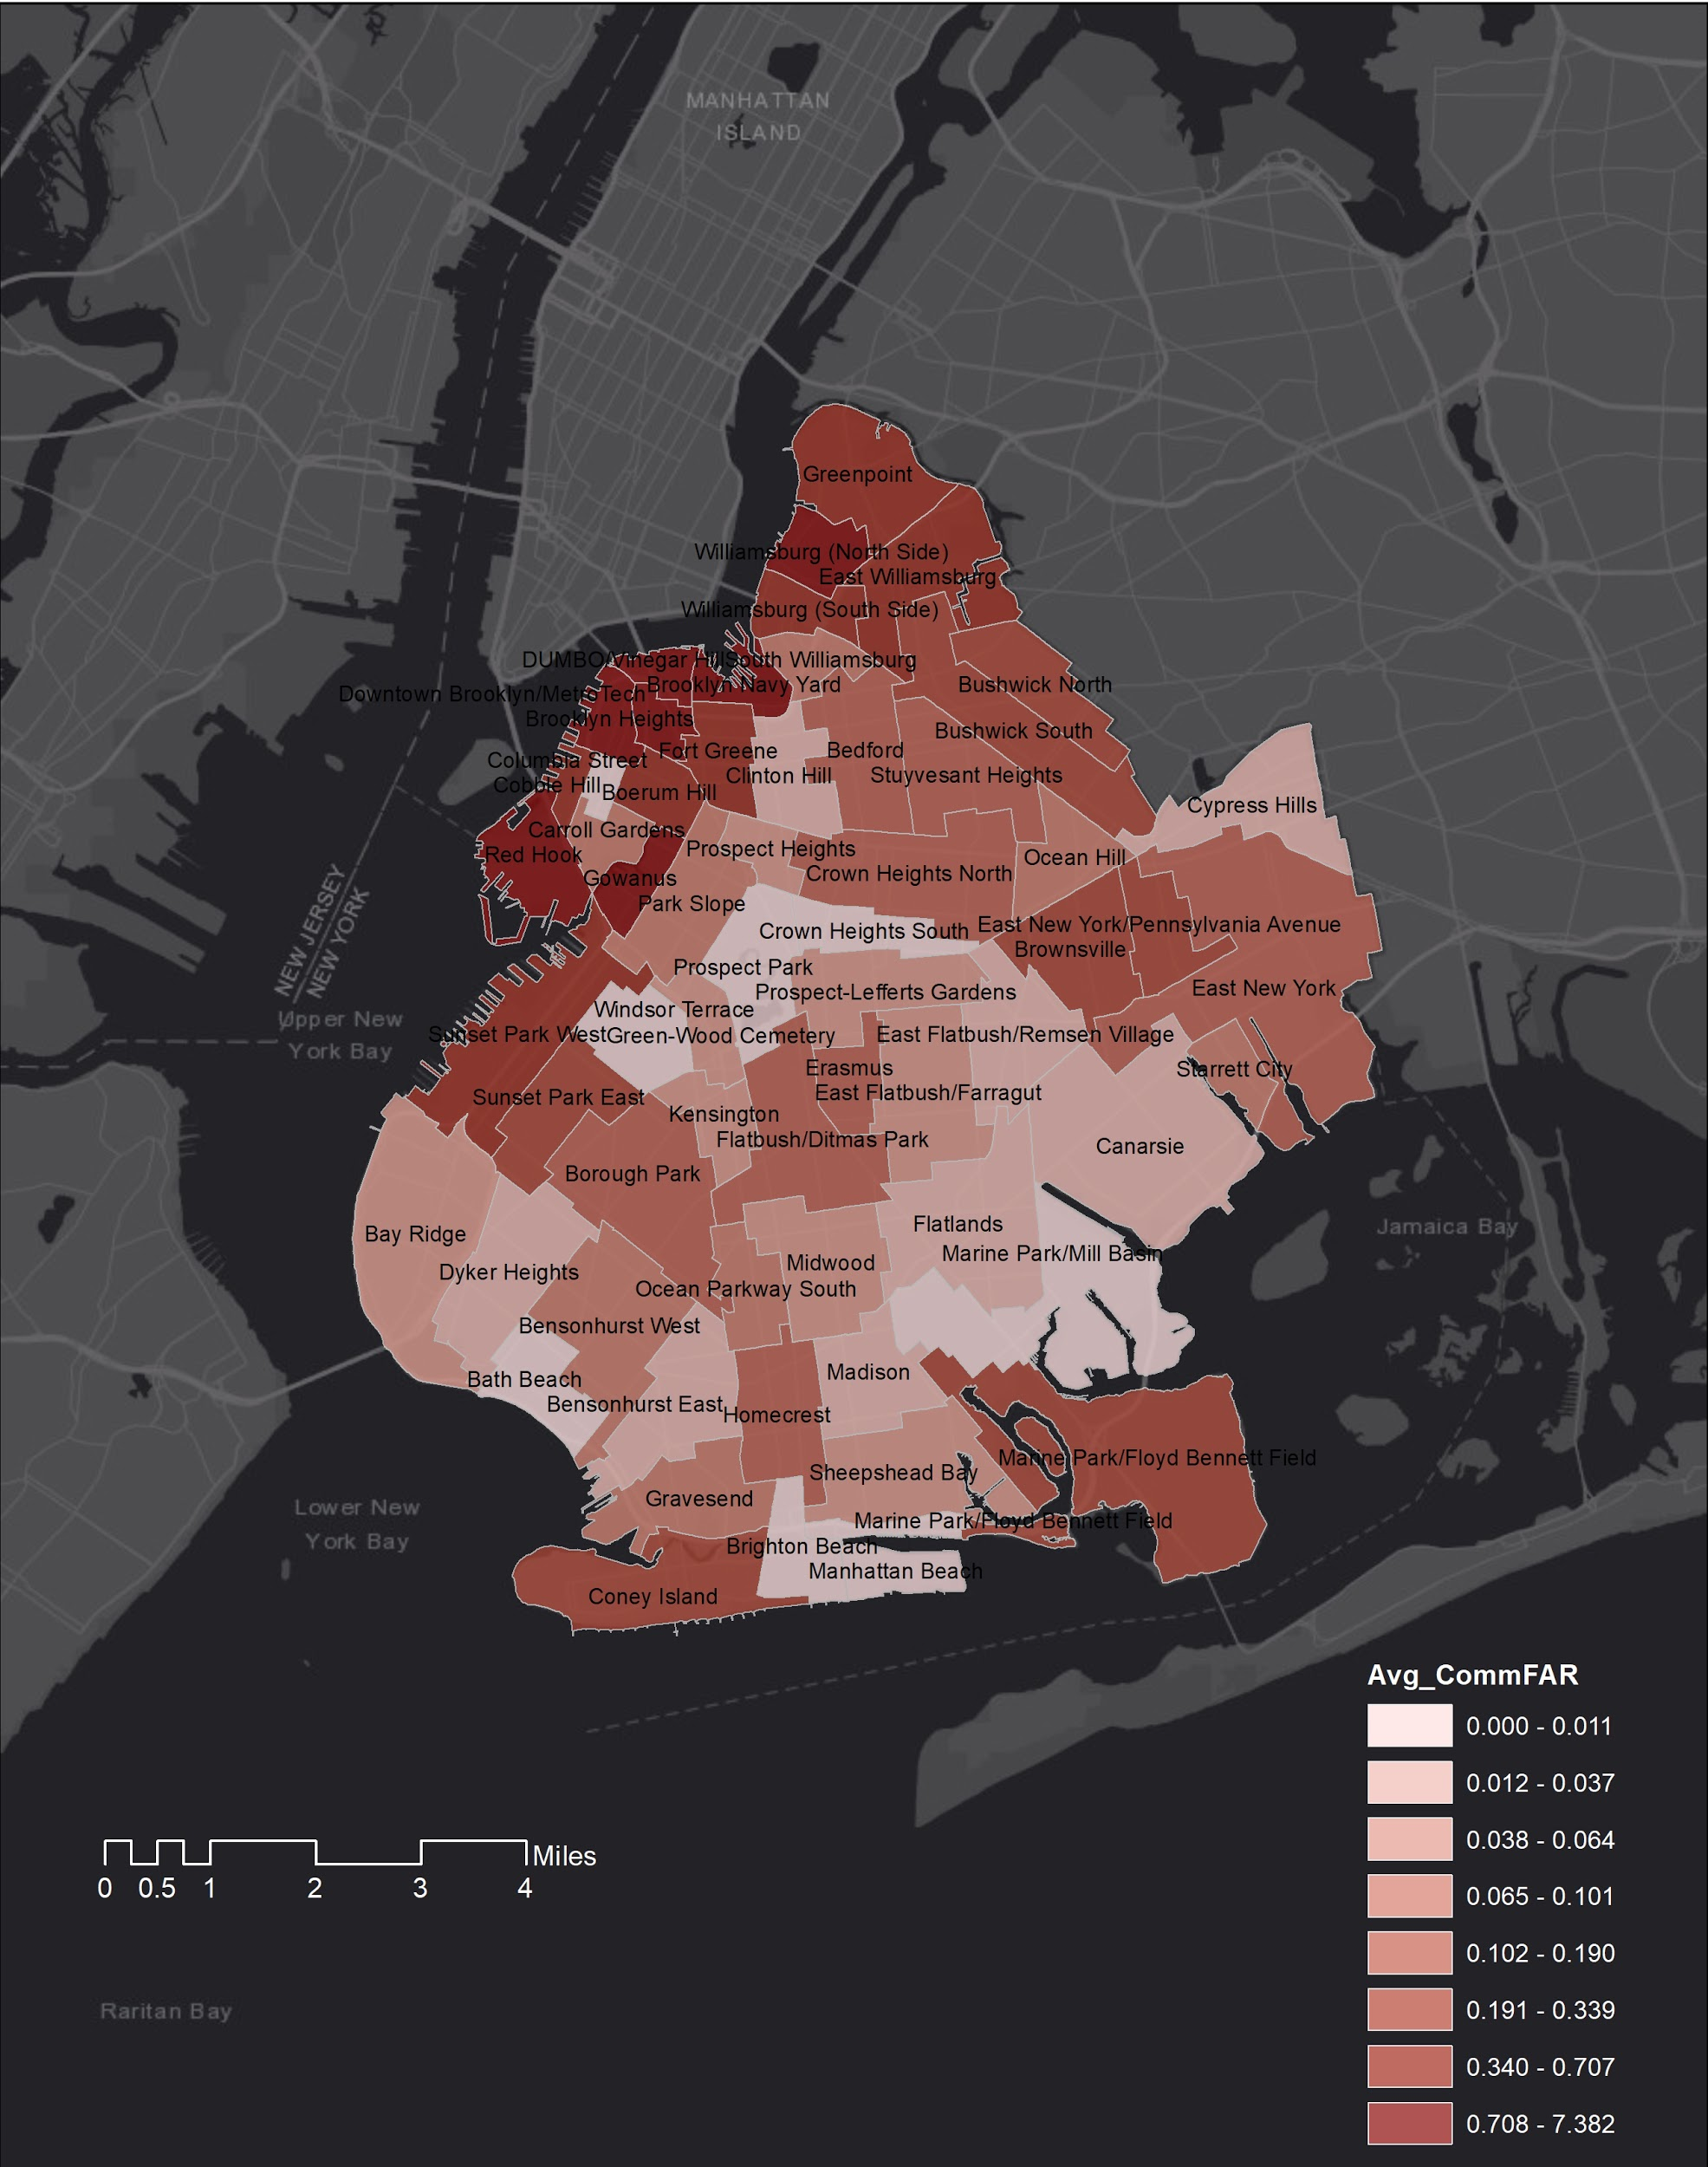 MANHATTAN
ISLAND
Greenpoint
Williamsburg (North Side)
East Williamsburg
Williamsburg (South Side)
DUMBO/Vinegar Hill
South Williamsburg
Brooklyn Navy Yard
Bushwick North
Downtown Brooklyn/MetroTech
Brooklyn Heights
Bushwick South
Fort Greene
Bedford
Columbia Street
Clinton Hill
Stuyvesant Heights
Cobble Hill
Boerum Hill
Cypress Hills
Carroll Gardens
Prospect Heights
Red Hook
Ocean Hill
Crown Heights North
Gowanus
Park Slope
NEW JERSEY
NEW YORK
Crown Heights South
East New York/Pennsylvania Avenue
Brownsville
Prospect Park
Prospect-Lefferts Gardens
East New York
Windsor Terrace
Upper New
York Bay
Sunset Park West
Green-Wood Cemetery
East Flatbush/Remsen Village
Erasmus
Starrett City
Sunset Park East
East Flatbush/Farragut
Kensington
Flatbush/Ditmas Park
Canarsie
Borough Park
Flatlands
Jamaica Bay
Bay Ridge
Marine Park/Mill Basin
Midwood
Dyker Heights
Ocean Parkway South
Bensonhurst West
Madison
Bath Beach
Bensonhurst East
Homecrest
Marine Park/Floyd Bennett Field
Sheepshead Bay
Gravesend
Lower New
York Bay
Marine Park/Floyd Bennett Field
Brighton Beach
Manhattan Beach
Coney Island
Avg_CommFAR
0.000 - 0.011
0.012 - 0.037
0.038 - 0.064
0.065 - 0.101
0.102 - 0.190
0.191 - 0.339
0.340 - 0.707
0.708 - 7.382
Miles
0 0.5 1 2 3 4
Raritan Bay